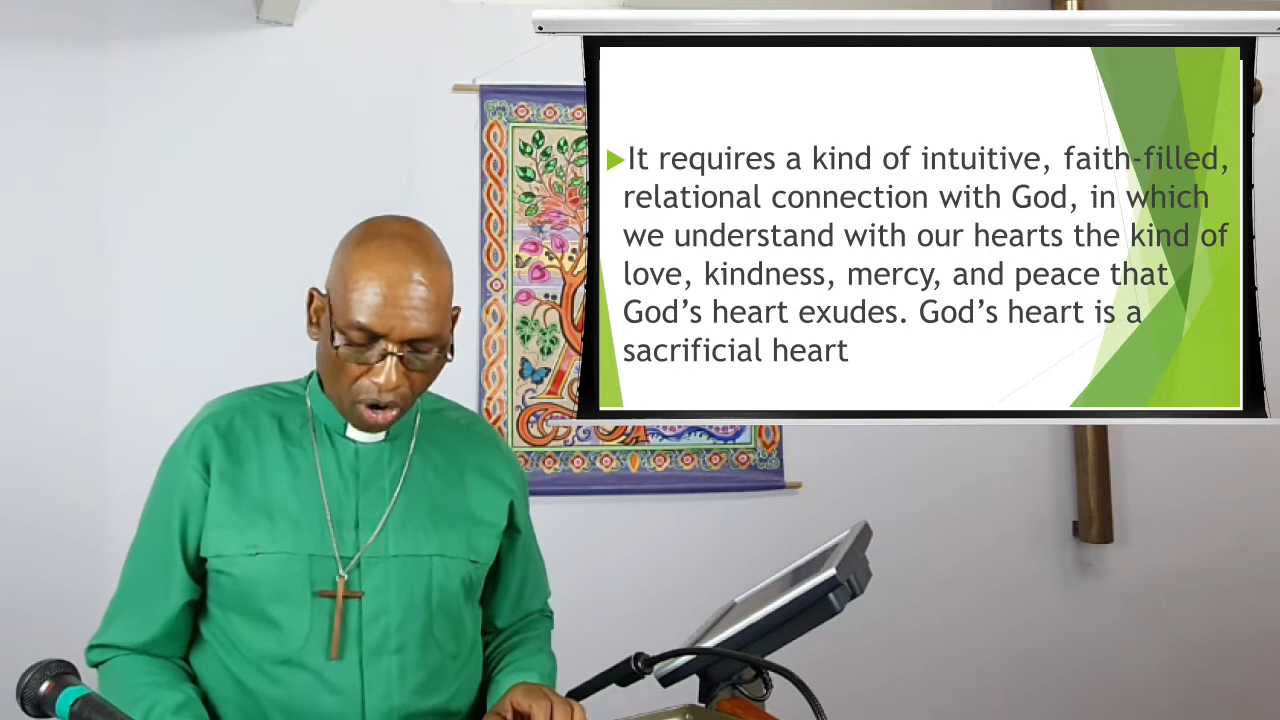 It requires a kind of intuitive, faith-filled,
relational connection with God, in which
we understand with our hearts the kind of
love, kindness, mercy, and peace that
God’s heart exudes. God’s heart is a
sacrificial heart